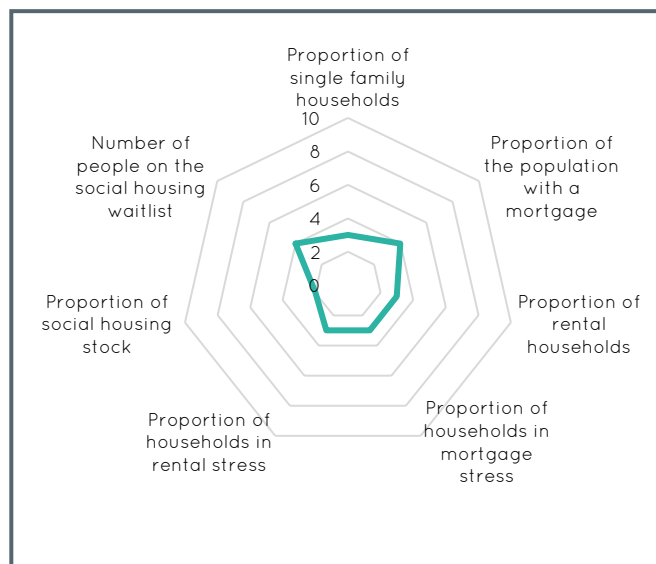 Proportion of
single family
households
10
8
6
4
2
0
Proportion of
the population
with a
mortgage
Proportion of
rental
households
Proportion of
households in
mortgage
stress
Proportion of
households in
rental stress
Proportion of
social housing
stock
Number of
people on the
social housing
waitlist